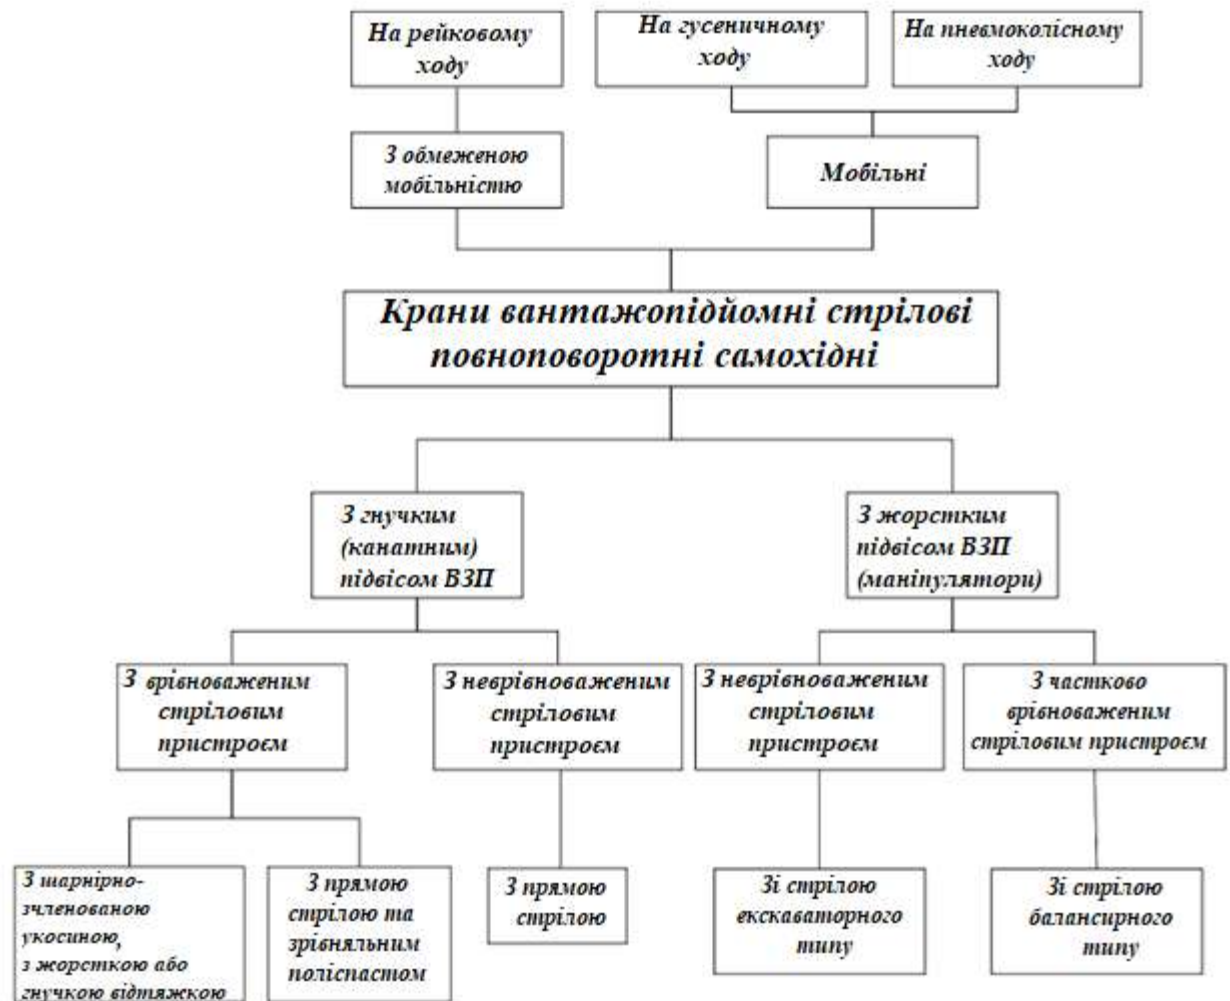 На рейковому
ходу
На гусеничному
ходу
На пневмоколісному
ходу
З обмеженою
мобільністю
Мобільні
Крани вантажопідйомні стрілові
повноповоротні самохідні
З гнучким
(канатним)
підвісом ВЗП
З жорстким
підвісом ВЗП
(маніпулятори)
З врівноваженим
стріловим
пристроєм
З неврівноваженим
стріловим
пристроєм
З неврівноваженим
стріловим
пристроєм
З частково
врівноваженим
стріловим пристроєм
З шарнірно-
зчленованою
укосиною,
з жорсткою або
гнучкою відтяжкою
З прямою
стрілою та
зрівняльним
поліспастом
З прямою
стрілою
Зі стрілою
екскаваторного
типу
Зі стрілою
балансирного
типу